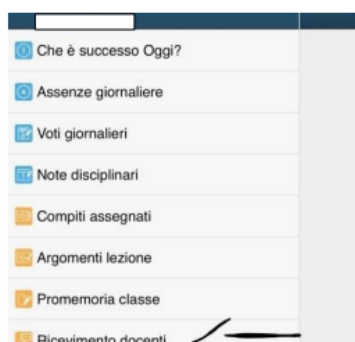 Che è successo Oggi?
Assenze giornaliere
Voti giornalieri
Note disciplinari
Compiti assegnati
Argomenti lezione
Promemoria classe
Ricevimento docenti